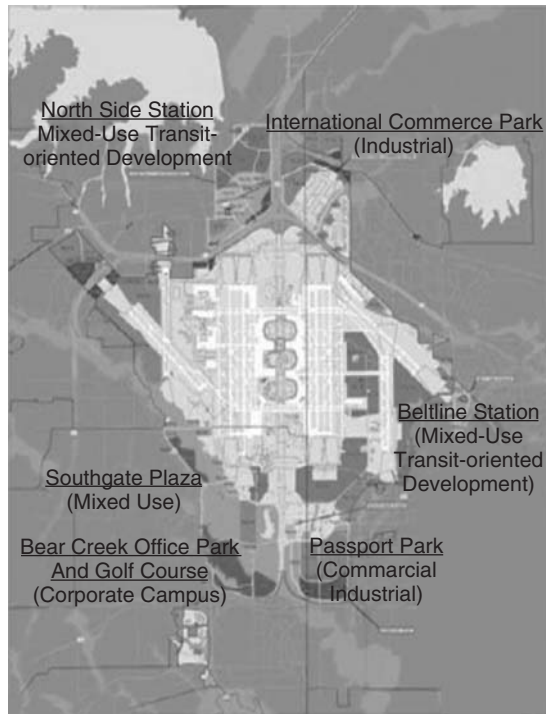 North Side Station
Mixed-Use Transit-
oriented Development
International Commerce Park
(Industrial)
Beltline Station
(Mixed-Use
Transit-oriented
Development)
Southgate Plaza
(Mixed Use)
Bear Creek Office Park
And Golf Course
(Corporate Campus)
Passport Park
(Commarcial
Industrial)